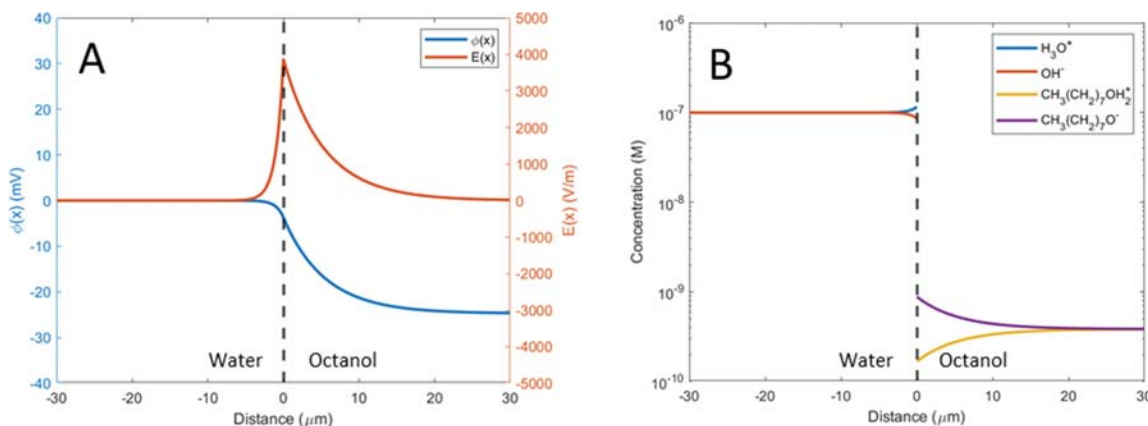 A
ϕ(x)
E(x)
40
30
20
10
0
-10
-20
-30
-40
ϕ(x) (mV)
5000
4000
3000
2000
1000
0
-1000
-2000
-3000
-4000
-5000
E(x) (V/m)
Water
Octanol
-30
-20
-10
0
10
20
30
Distance (μm)
B
H₃O⁺
OH⁻
CH₃(CH₂)₇OH₂⁺
CH₃(CH₂)₇O⁻
10⁻⁶
10⁻⁷
10⁻⁸
10⁻⁹
10⁻¹⁰
Concentration (M)
Water
Octanol
-30
-20
-10
0
10
20
30
Distance (μm)